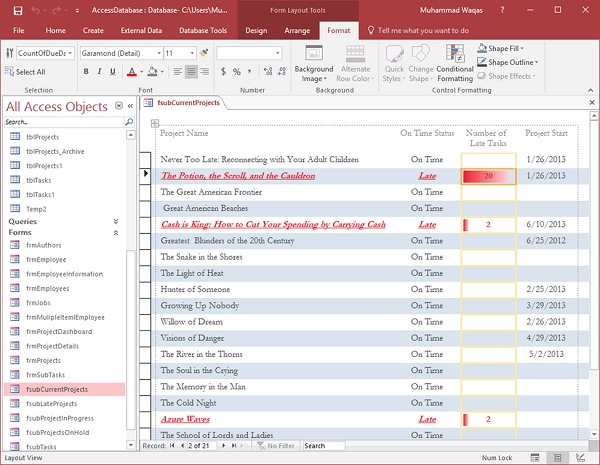 AccessDatabase : Database- C:\Users\Mu...
Form Layout Tools
Muhammad Waqas
File Home Create External Data Database Tools Design Arrange Format Tell me what you want to do
CountOfDueDa
Garamond (Detail) 11
Select All
B I U
$ % ,
Background Image
Alternate Row Color
Quick Styles
Change Shape
Conditional Formatting
Shape Fill
Shape Outline
Shape Effects
Selection Font Number Background Control Formatting
All Access Objects
Search...
tblProjects
tblProjects_Archive
tblProjects1
tblTasks
tblTasks1
Temp2
Queries
Forms
frmAuthors
frmEmployee
frmEmployeeInformation
frmEmployees
frmJobs
frmMulipleItemEmployee
frmProjectDashboard
frmProjectDetails
frmProjects
frmSubTasks
fsubCurrentProjects
fsubLateProjects
fsubProjectInProgress
fsubProjectsOnHold
fsubTasks
fsubCurrentProjects
Project Name On Time Status Number of Late Tasks Project Start
Never Too Late: Reconnecting with Your Adult Children On Time 1/26/2013
The Potion, the Scroll, and the Cauldron Late 20 1/26/2013
The Great American Frontier On Time
Great American Beaches On Time
Cash is King: How to Cut Your Spending by Carrying Cash Late 2 6/10/2013
Greatest Blunders of the 20th Century On Time 6/25/2012
The Snake in the Shores On Time
The Light of Heat On Time
Hunter of Someone On Time 2/25/2013
Growing Up Nobody On Time 3/29/2013
Willow of Dream On Time 2/26/2013
Visions of Danger On Time 4/29/2013
The River in the Thorns On Time 5/2/2013
The Soul in the Crying On Time
The Memory in the Man On Time
The Cold Night On Time
Azure Waves Late 2
The School of Lords and Ladies On Time
Record: 2 of 21 No Filter Search
Layout View
Num Lock